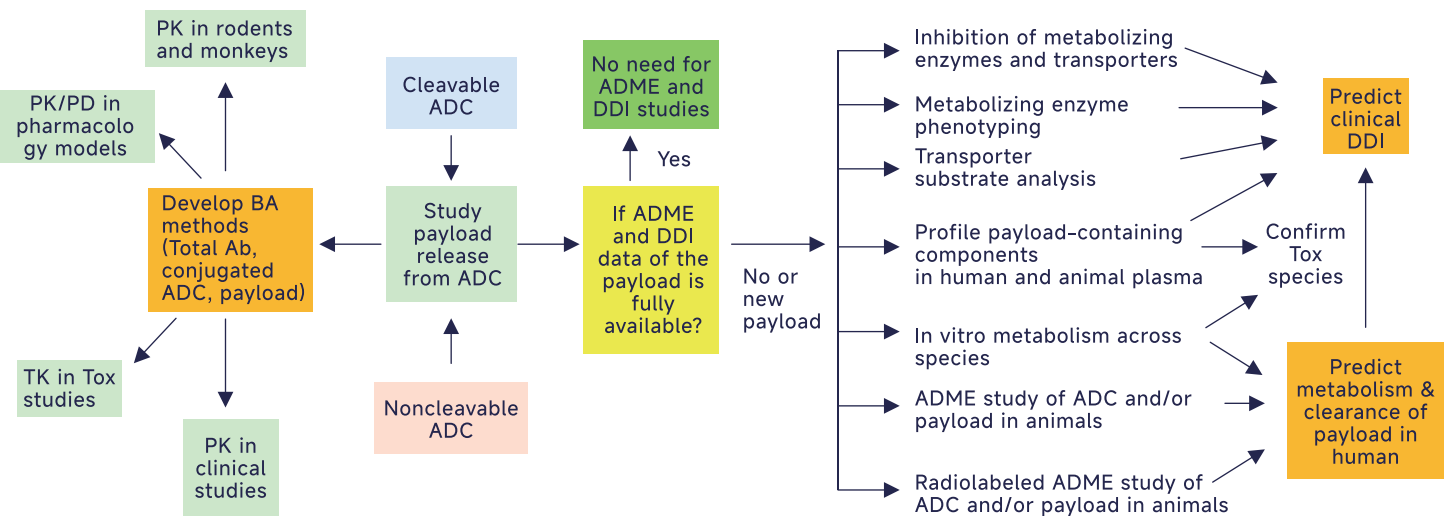 PK in rodents
and monkeys
PK/PD in
pharmacolo
gy models
Develop BA
methods
(Total Ab,
conjugated
ADC, payload)
TK in Tox
studies
PK in
clinical
studies
Cleavable
ADC
Study
payload
release
from ADC
Noncleavable
ADC
No need for
ADME and
DDI studies
Yes
If ADME
and DDI
data of the
payload is
fully
available?
No or
new
payload
Inhibition of metabolizing
enzymes and transporters
Metabolizing enzyme
phenotyping
Transporter
substrate analysis
Profile payload-containing
components
in human and animal plasma
In vitro metabolism across
species
ADME study of ADC and/or
payload in animals
Radiolabeled ADME study of
ADC and/or payload in animals
Predict
clinical
DDI
Confirm
Tox
species
Predict
metabolism &
clearance of
payload in
human